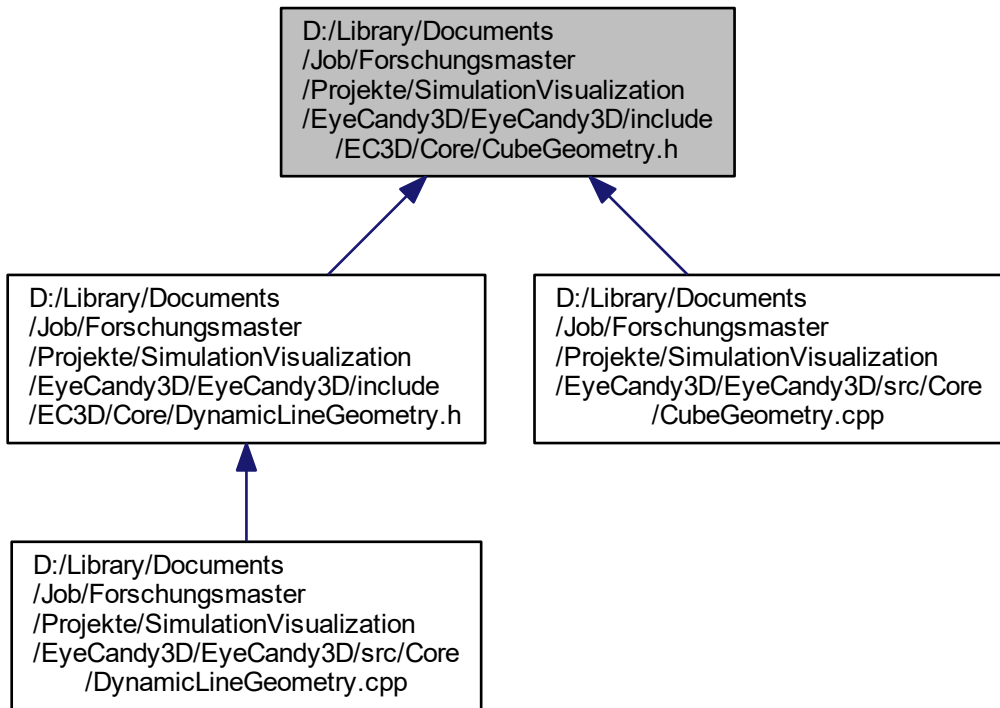 D:/Library/Documents
/Job/Forschungsmaster
/Projekte/SimulationVisualization
/EyeCandy3D/EyeCandy3D/include
/EC3D/Core/CubeGeometry.h
D:/Library/Documents
/Job/Forschungsmaster
/Projekte/SimulationVisualization
/EyeCandy3D/EyeCandy3D/include
/EC3D/Core/DynamicLineGeometry.h
D:/Library/Documents
/Job/Forschungsmaster
/Projekte/SimulationVisualization
/EyeCandy3D/EyeCandy3D/src/Core
/CubeGeometry.cpp
D:/Library/Documents
/Job/Forschungsmaster
/Projekte/SimulationVisualization
/EyeCandy3D/EyeCandy3D/src/Core
/DynamicLineGeometry.cpp